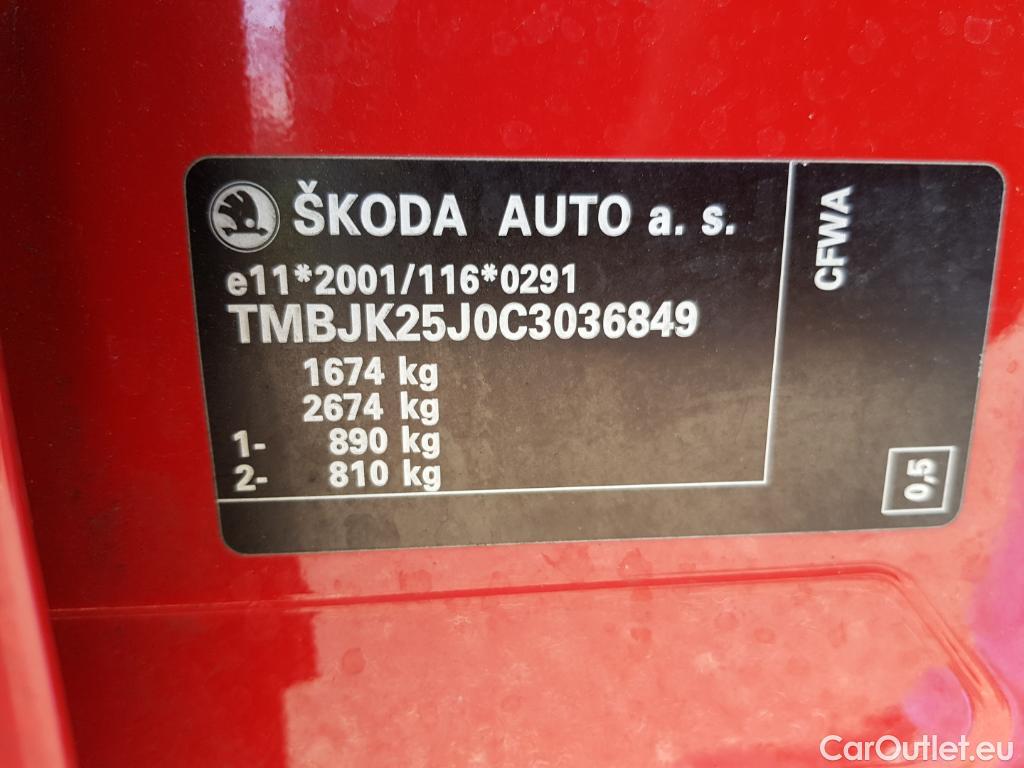 ŠKODA AUTO a. s.
e11*2001/116*0291
TMBJK25J0C3036849
1674 kg
2674 kg
1- 890 kg
2- 810 kg
CFWA
0,5
CarOutlet.eu